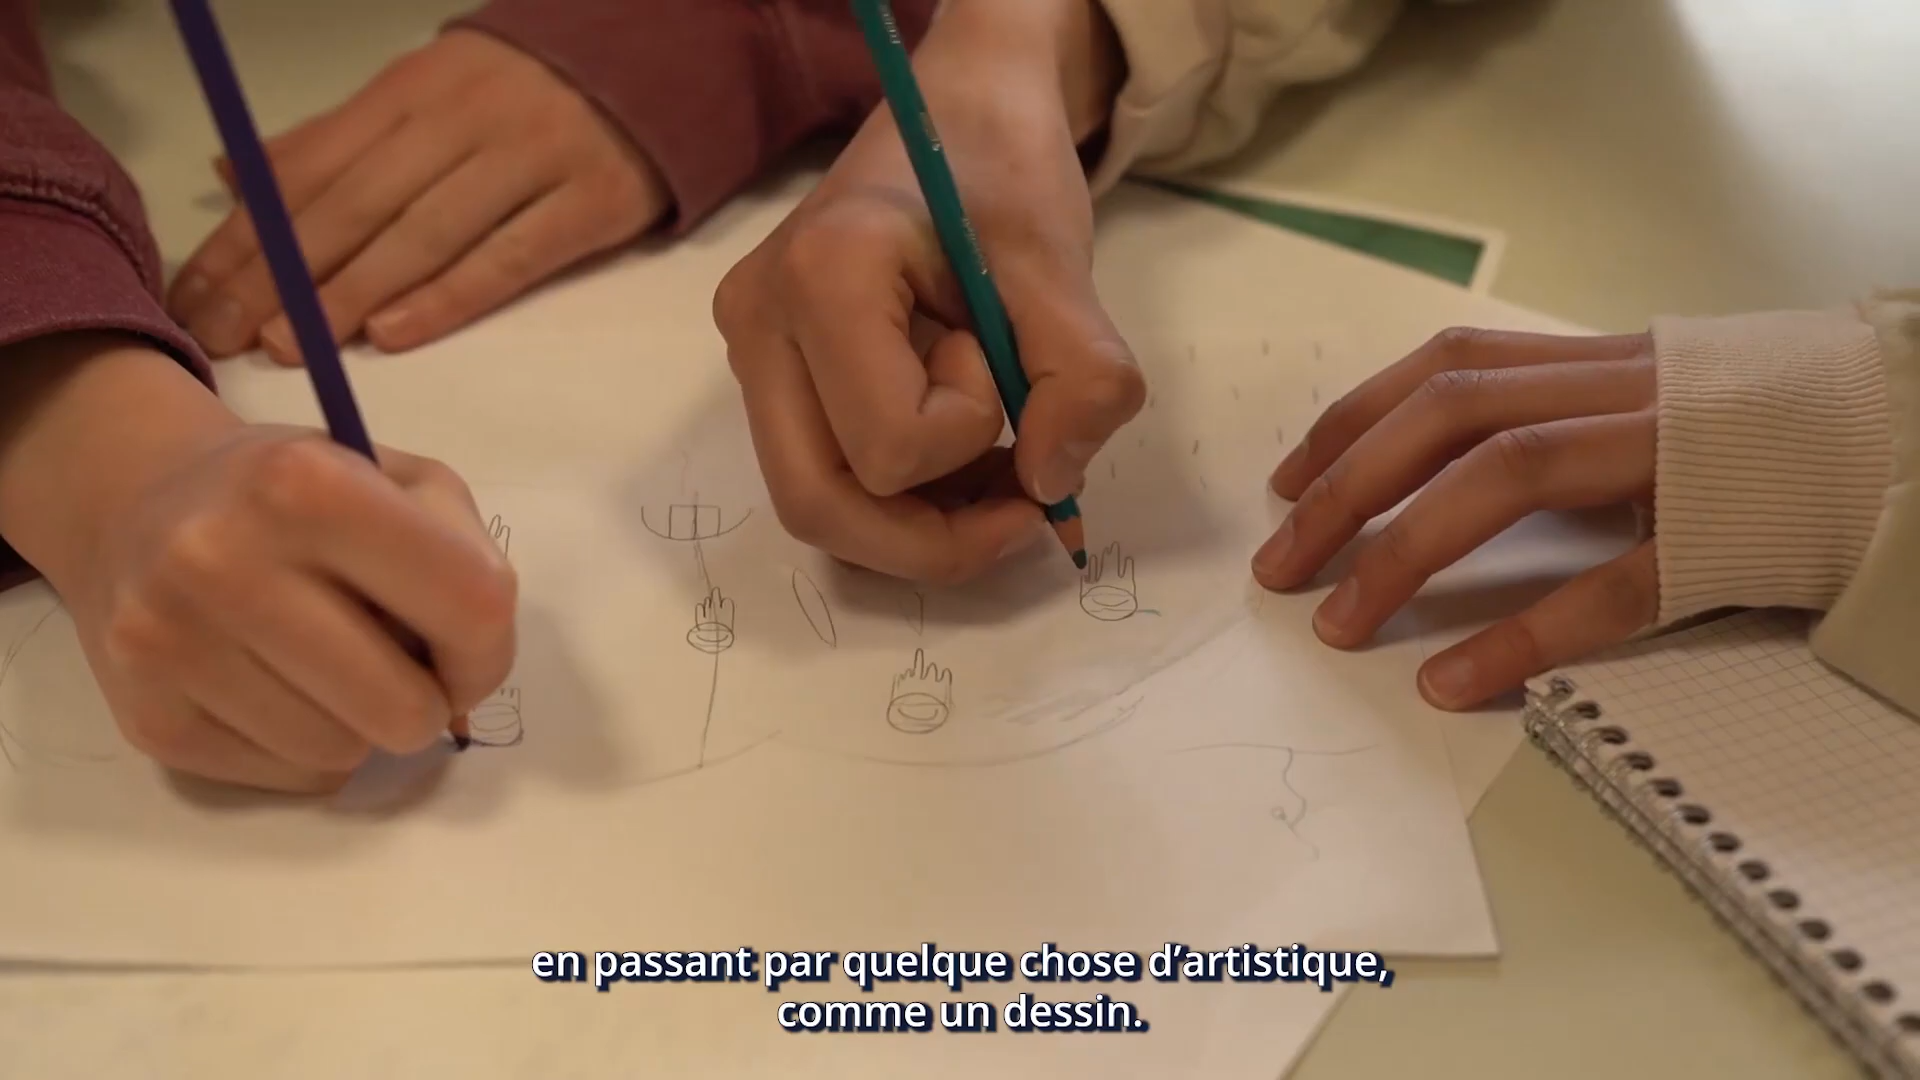 en passant par quelque chose d’artistique,
comme un dessin.